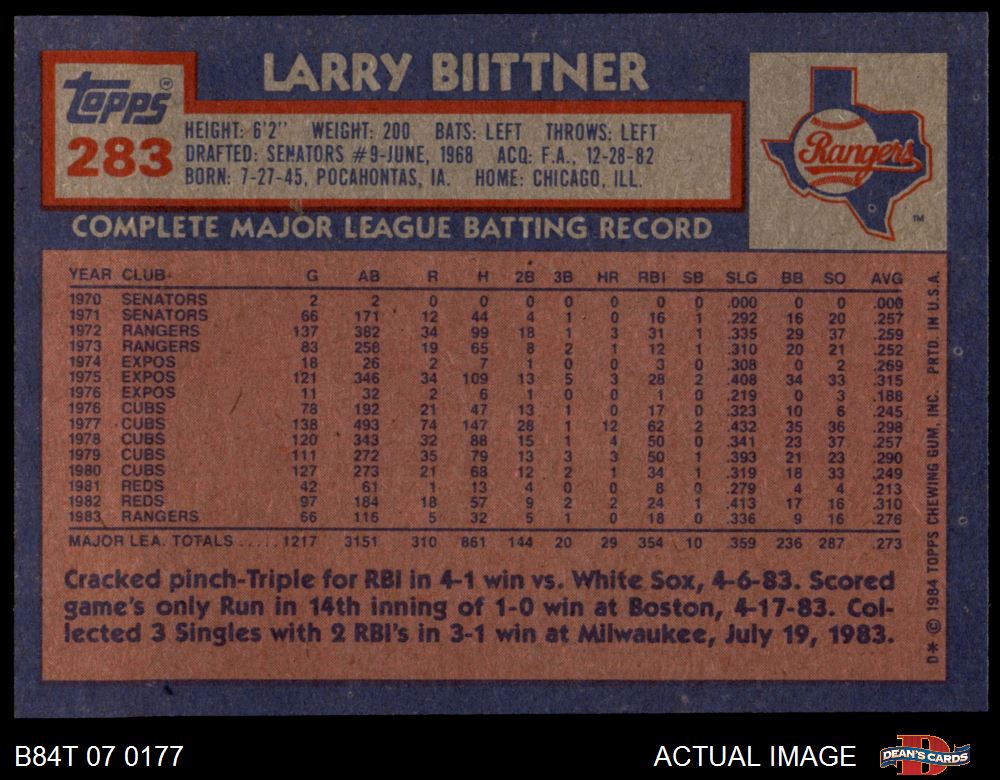 LARRY BIITTNER
topps
283
HEIGHT: 6'2" WEIGHT: 200 BATS: LEFT THROWS: LEFT
DRAFTED: SENATORS #9-JUNE, 1968 ACQ: F.A., 12-28-82
BORN: 7-27-45, POCAHONTAS, IA. HOME: CHICAGO, ILL.
Rangers
TM
COMPLETE MAJOR LEAGUE BATTING RECORD
YEAR CLUB G AB R H 2B 3B HR RBI SB SLG BB SO AVG
1970 SENATORS 2 2 0 0 0 0 0 0 0 .000 0 0 .000
1971 SENATORS 66 171 12 44 4 1 0 16 1 .292 16 20 .257
1972 RANGERS 137 382 34 99 18 1 3 31 1 .335 29 37 .259
1973 RANGERS 83 258 19 65 8 2 1 12 1 .310 20 21 .252
1974 EXPOS 18 26 2 7 1 0 0 3 0 .308 0 2 .269
1975 EXPOS 121 346 34 109 13 5 3 28 2 .408 34 33 .315
1976 EXPOS 11 32 2 6 1 0 0 1 0 .219 0 3 .188
1976 CUBS 78 192 21 47 13 1 0 17 0 .323 10 6 .245
1977 CUBS 138 493 74 147 28 1 12 62 2 .432 35 36 .298
1978 CUBS 120 343 32 88 15 1 4 50 0 .341 23 37 .257
1979 CUBS 111 272 35 79 13 3 3 50 1 .393 21 23 .290
1980 CUBS 127 273 21 68 12 2 1 34 1 .319 18 33 .249
1981 REDS 42 61 1 13 4 0 0 8 0 .279 4 4 .213
1982 REDS 97 184 18 57 9 2 2 24 1 .413 17 16 .310
1983 RANGERS 66 116 5 32 5 1 0 18 0 .336 9 16 .276
MAJOR LEA. TOTALS ..... 1217 3151 310 861 144 20 29 354 10 .359 236 287 .273
Cracked pinch-Triple for RBI in 4-1 win vs. White Sox, 4-6-83. Scored
game's only Run in 14th inning of 1-0 win at Boston, 4-17-83. Col-
lected 3 Singles with 2 RBI's in 3-1 win at Milwaukee, July 19, 1983.
D* © 1984 TOPPS CHEWING GUM, INC. PRTD. IN U.S.A.
B84T 07 0177
ACTUAL IMAGE
D
DEAN'S CARDS